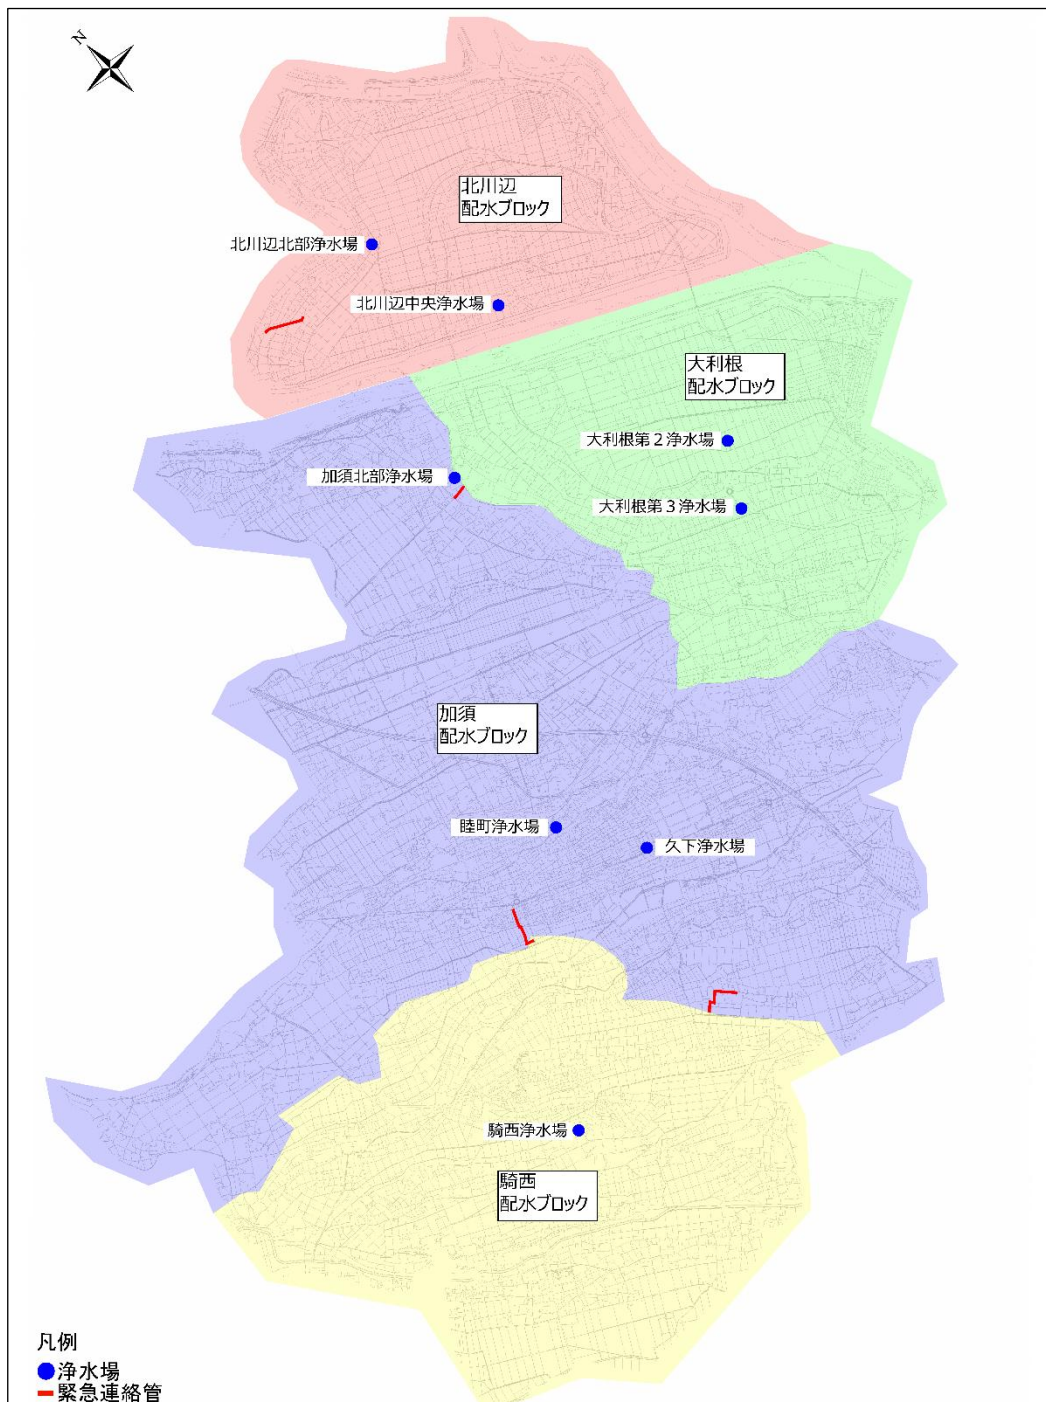 N
北川辺
配水ブロック
北川辺北部浄水場
北川辺中央浄水場
大利根
配水ブロック
大利根第２浄水場
加須北部浄水場
大利根第３浄水場
加須
配水ブロック
睦町浄水場
久下浄水場
騎西浄水場
騎西
配水ブロック
凡例
浄水場
緊急連絡管